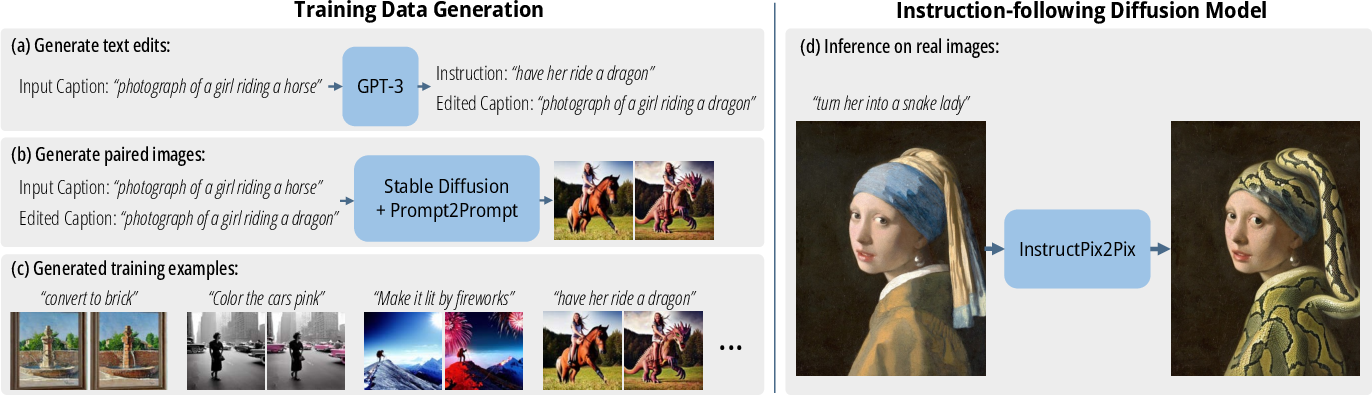 Training Data Generation
(a) Generate text edits:
Input Caption: “photograph of a girl riding a horse”
GPT-3
Instruction: “have her ride a dragon”
Edited Caption: “photograph of a girl riding a dragon”
(b) Generate paired images:
Input Caption: “photograph of a girl riding a horse”
Edited Caption: “photograph of a girl riding a dragon”
Stable Diffusion
+ Prompt2Prompt
(c) Generated training examples:
“convert to brick”
“Color the cars pink”
“Make it lit by fireworks”
“have her ride a dragon”
...
Instruction-following Diffusion Model
(d) Inference on real images:
“turn her into a snake lady”
InstructPix2Pix